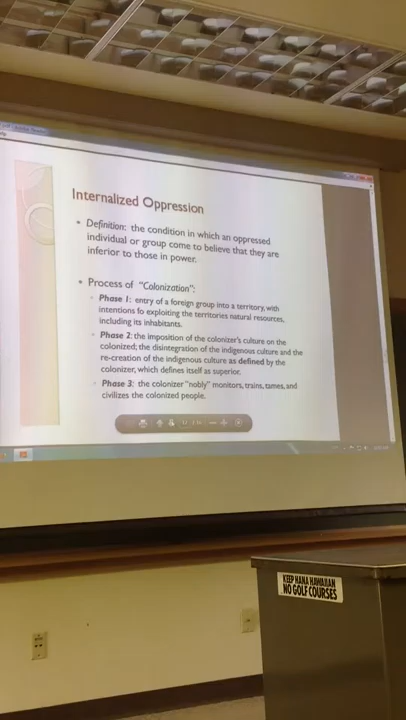 Internalized Oppression
• Definition: the condition in which an oppressed
individual or group come to believe that they are
inferior to those in power.
• Process of "Colonization":
• Phase 1: entry of a foreign group into a territory, with
intentions fo exploiting the territories natural resources,
including its inhabitants.
• Phase 2: the imposition of the colonizer's culture on the
colonized; the disintegration of the indigenous culture and the
re-creation of the indigenous culture as defined by the
colonizer, which defines itself as superior.
• Phase 3: the colonizer "nobly" monitors, trains, tames, and
civilizes the colonized people.
KEEP HANA HAWAIIAN
NO GOLF COURSES